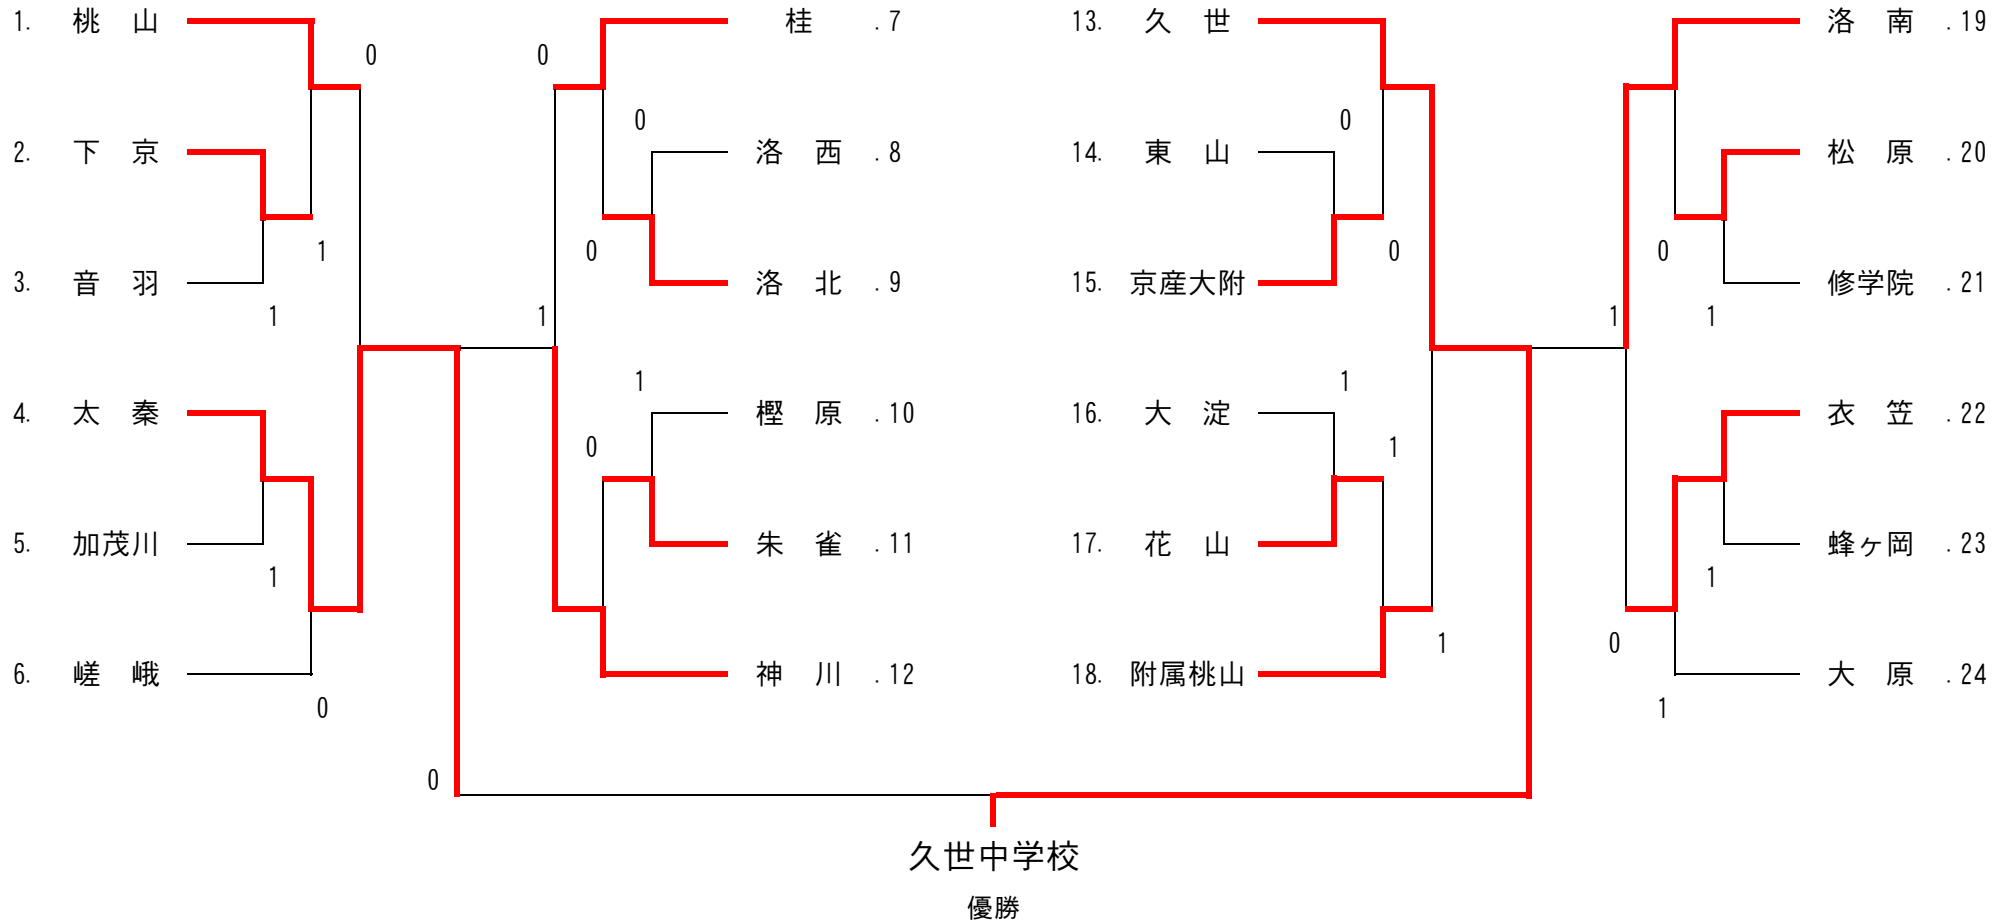 1. 桃 山
0
0
桂 . 7
13. 久 世
洛 南 . 19
2. 下 京
0
洛 西 . 8
14. 東 山
0
松 原 . 20
3. 音 羽
1
0
洛 北 . 9
15. 京産大附
0
0
修学院 . 21
1
1
1
1
4. 太 秦
1
樫 原 . 10
16. 大 淀
1
衣 笠 . 22
0
1
5. 加茂川
朱 雀 . 11
17. 花 山
蜂ヶ岡 . 23
1
1
6. 嵯 峨
神 川 . 12
18. 附属桃山
1
0
大 原 . 24
0
1
0
久世中学校
優勝